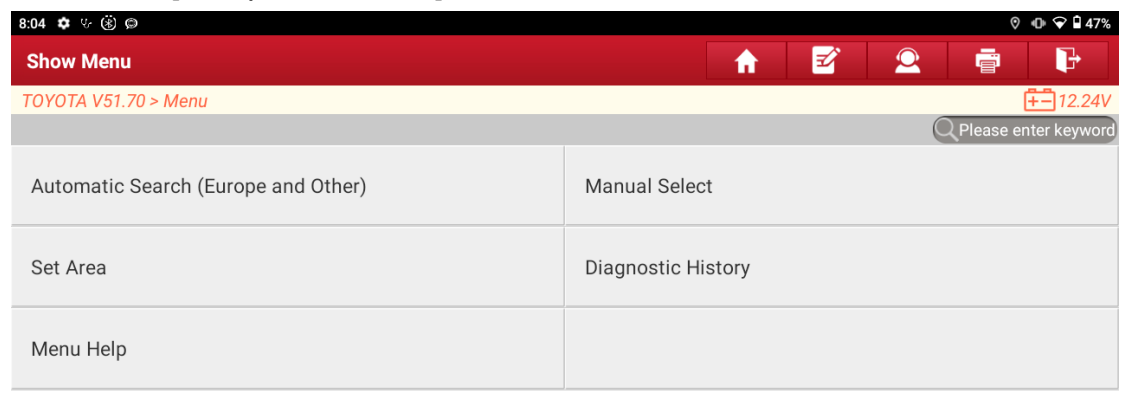 8:04 47%
Show Menu
TOYOTA V51.70 > Menu 12.24V
Please enter keyword
Automatic Search (Europe and Other) Manual Select
Set Area Diagnostic History
Menu Help